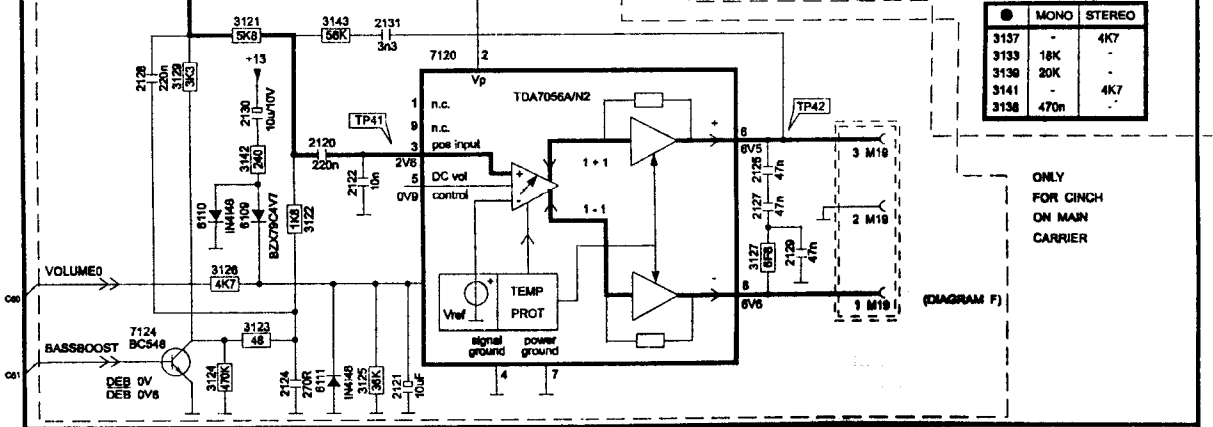 3121
5K8
3143
56K
2131
3n3
7120
2
Vp
TDA7056A/N2
2128
220n
3129
3K3
+13
2130
10u/10V
3142
240
6110
IN4148
6109
BZX79C4V7
2120
220n
1K8
3122
TP41
2122
10n
1
n.c.
9
n.c.
3
pos input
2V6
5
DC vol
0V9
control
+
-
1 + 1
1 - 1
+
6
6V5
TP42
2126
47n
2127
47n
3127
6R8
2129
47n
-
8
6V6
3 M19
2 M19
1 M19
Vref
+
TEMP
PROT
signal
ground
power
ground
4
7
VOLUME0
C60
3126
4K7
BASSBOOST
C61
7124
BC548
DEB 0V
DEB 0V6
3123
48
3124
470K
2124
270R
6111
IN4148
3125
36K
2121
10uF
● MONO STEREO
3137 - 4K7
3133 18K -
3139 20K -
3141 - 4K7
3138 470n -
ONLY
FOR CINCH
ON MAIN
CARRIER
(DIAGRAM F)